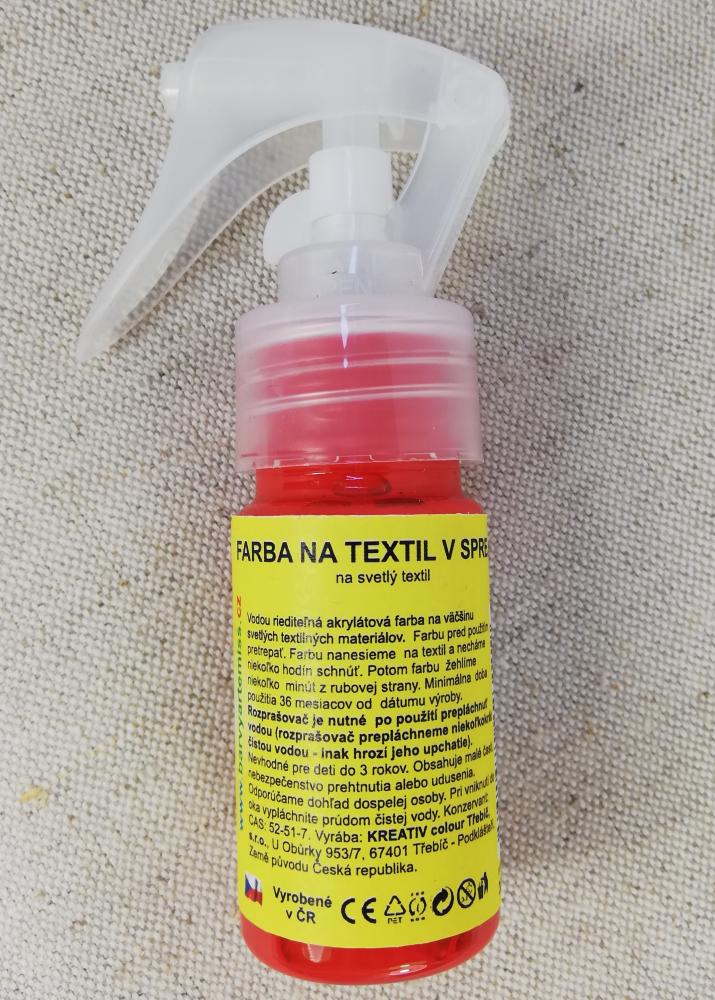 FARBA NA TEXTIL V SPRE
na svetlý textil
Vodou riediteľná akrylátová farba na väčšinu
svetlých textilných materiálov. Farbu pred použitím
pretrepať. Farbu nanesieme na textil a necháme
niekoľko hodín schnúť. Potom farbu žehlíme
niekoľko minút z rubovej strany. Minimálna doba
použitia 36 mesiacov od dátumu výroby.
Rozprašovač je nutné po použití prepláchnuť
vodou (rozprašovač prepláchneme niekoľkokrát
čistou vodou - inak hrozí jeho upchatie).
Nevhodné pre deti do 3 rokov. Obsahuje malé časti,
nebezpečenstvo prehtnutia alebo udusenia.
Odporúčame dohľad dospelej osoby. Pri vniknutí do
oka vypláchnite prúdom čistej vody. Konzervant:
CAS: 52-51-7. Vyrába: KREATIV colour Třebíč,
s.r.o., U Obůrky 953/7, 67401 Třebíč - Podklášteří,
Země původu Česká republika.
Vyrobené
v ČR
CE
PET